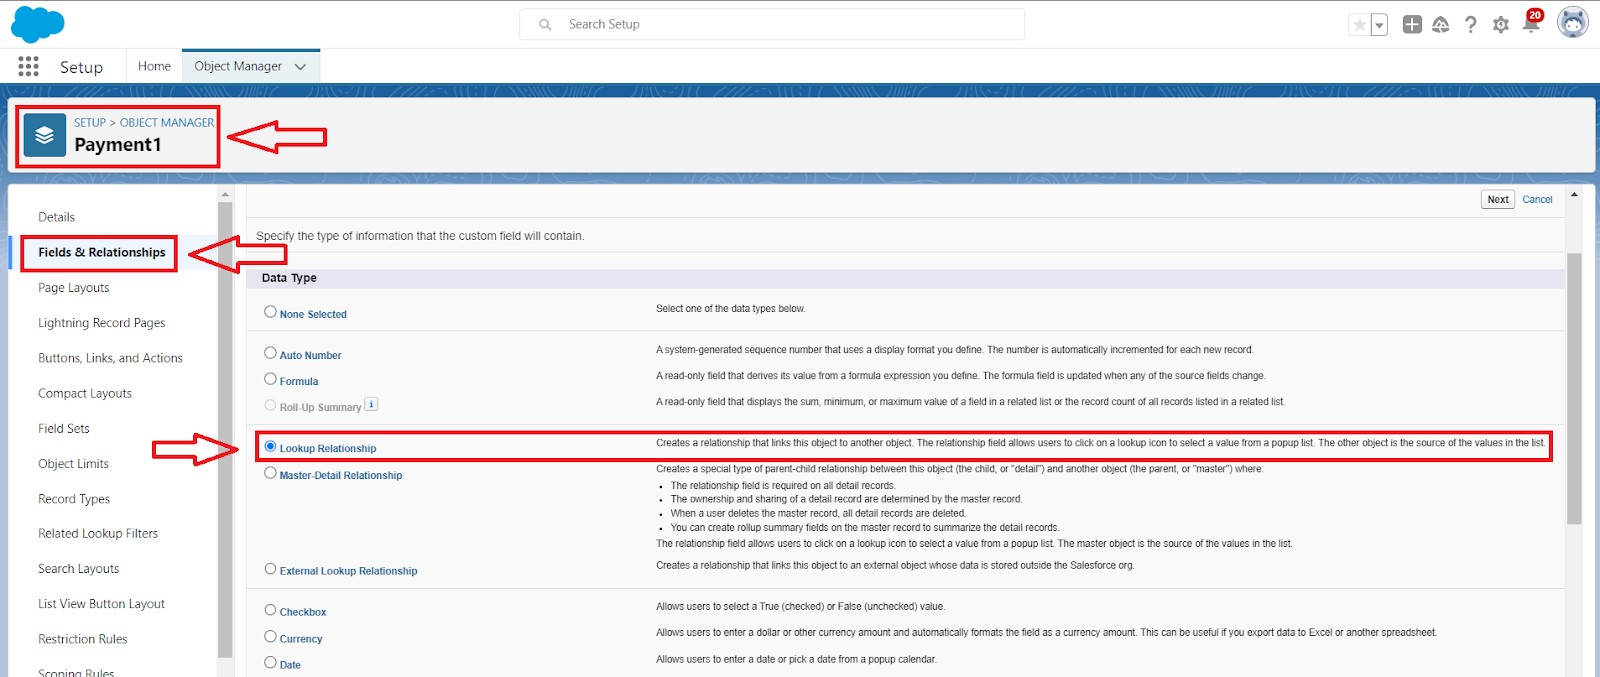 Search Setup
20
Setup
Home
Object Manager
SETUP > OBJECT MANAGER
Payment1
Details
Fields & Relationships
Page Layouts
Lightning Record Pages
Buttons, Links, and Actions
Compact Layouts
Field Sets
Object Limits
Record Types
Related Lookup Filters
Search Layouts
List View Button Layout
Restriction Rules
Scoping Rules
Next Cancel
Specify the type of information that the custom field will contain.
Data Type
None Selected Select one of the data types below.
Auto Number A system-generated sequence number that uses a display format you define. The number is automatically incremented for each new record.
Formula A read-only field that derives its value from a formula expression you define. The formula field is updated when any of the source fields change.
Roll-Up Summary i A read-only field that displays the sum, minimum, or maximum value of a field in a related list or the record count of all records listed in a related list.
Lookup Relationship Creates a relationship that links this object to another object. The relationship field allows users to click on a lookup icon to select a value from a popup list. The other object is the source of the values in the list.
Master-Detail Relationship Creates a special type of parent-child relationship between this object (the child, or "detail") and another object (the parent, or "master") where:
• The relationship field is required on all detail records.
• The ownership and sharing of a detail record are determined by the master record.
• When a user deletes the master record, all detail records are deleted.
• You can create rollup summary fields on the master record to summarize the detail records.
The relationship field allows users to click on a lookup icon to select a value from a popup list. The master object is the source of the values in the list.
External Lookup Relationship Creates a relationship that links this object to an external object whose data is stored outside the Salesforce org.
Checkbox Allows users to select a True (checked) or False (unchecked) value.
Currency Allows users to enter a dollar or other currency amount and automatically formats the field as a currency amount. This can be useful if you export data to Excel or another spreadsheet.
Date Allows users to enter a date or pick a date from a popup calendar.